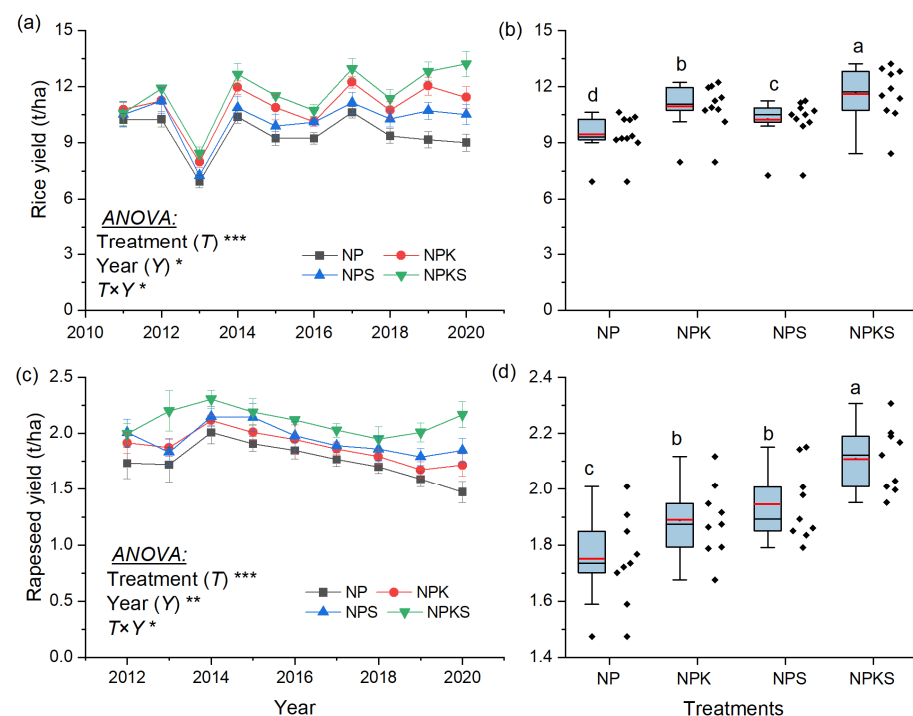 (a)
Rice yield (t/ha)
15
12
9
6
3
0
ANOVA:
Treatment (T) ***
Year (Y) *
T×Y *
NP NPK
NPS NPKS
2010 2012 2014 2016 2018 2020
(b)
15
12
9
6
3
0
d b c a
NP NPK NPS NPKS
(c)
Rapeseed yield (t/ha)
2.5
2.0
1.5
1.0
0.5
0.0
ANOVA:
Treatment (T) ***
Year (Y) **
T×Y *
NP NPK
NPS NPKS
2012 2014 2016 2018 2020
Year
(d)
2.4
2.2
2.0
1.8
1.6
1.4
c b b a
NP NPK NPS NPKS
Treatments